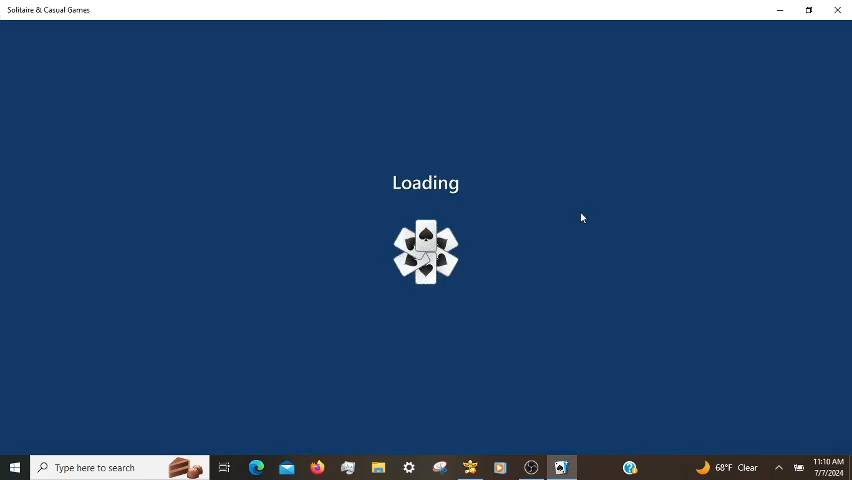 Solitaire & Casual Games
Loading
Type here to search
68°F Clear
11:10 AM
7/7/2024